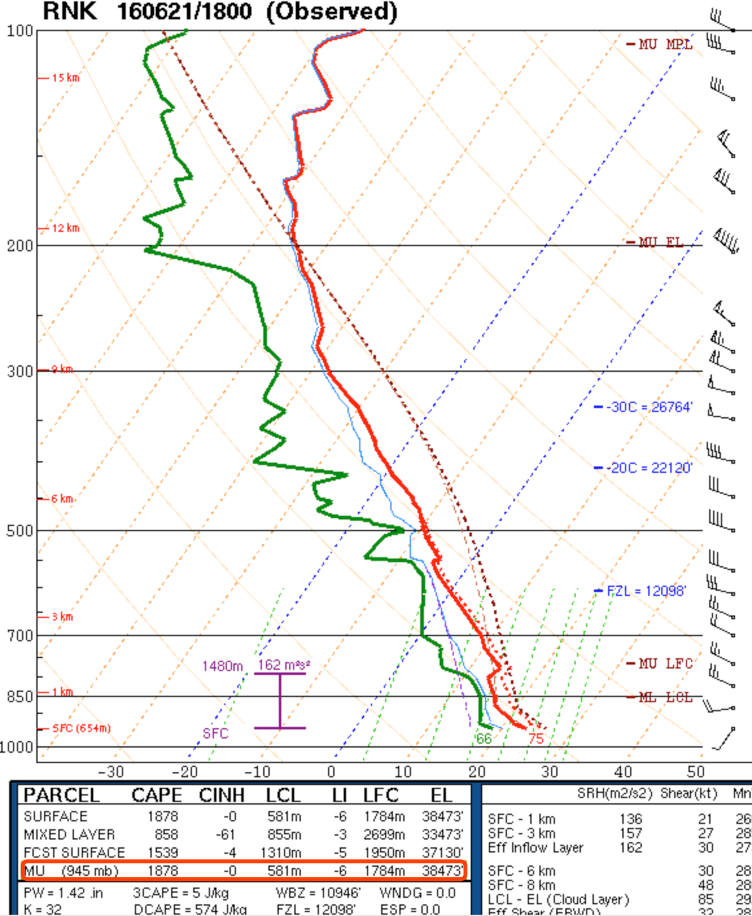 RNK 160621/1800 (Observed)
100
MU MPL
15 km
12 km
200
MU EL
300
9 km
-30C = 26764'
-20C = 22120'
6 km
500
FZL = 12098'
3 km
700
1480m 162 m²s²
MU LFC
1 km
850
ML LCL
SFC (654m)
SFC
66
75
1000
-30 -20 -10 0 10 20 30 40 50
PARCEL CAPE CINH LCL LI LFC EL
SURFACE 1878 -0 581m -6 1784m 38473'
MIXED LAYER 858 -61 855m -3 2699m 33473'
FCST SURFACE 1539 -4 1310m -5 1950m 37130'
MU (945 mb) 1878 -0 581m -6 1784m 38473'
PW = 1.42 in 3CAPE = 5 J/kg WBZ = 10946' WNDG = 0.0
K = 32 DCAPE = 574 J/kg FZL = 12098' ESP = 0.0
SRH(m2/s2) Shear(kt) Mn
SFC - 1 km 136 21 26
SFC - 3 km 157 27 28
Eff Inflow Layer 162 30 27
SFC - 6 km 30 28
SFC - 8 km 48 28
LCL - EL (Cloud Layer) 85 28
Eff Shear (EBWD)